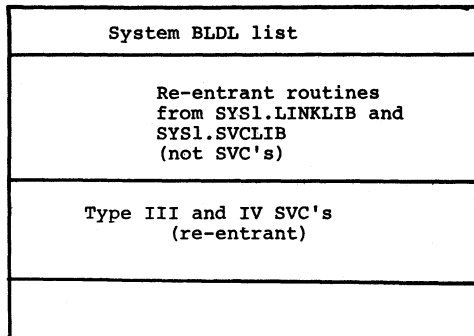 System BLDL list
Re-entrant routines
from SYS1.LINKLIB and
SYS1.SVCLIB
(not SVC's)
Type III and IV SVC's
(re-entrant)